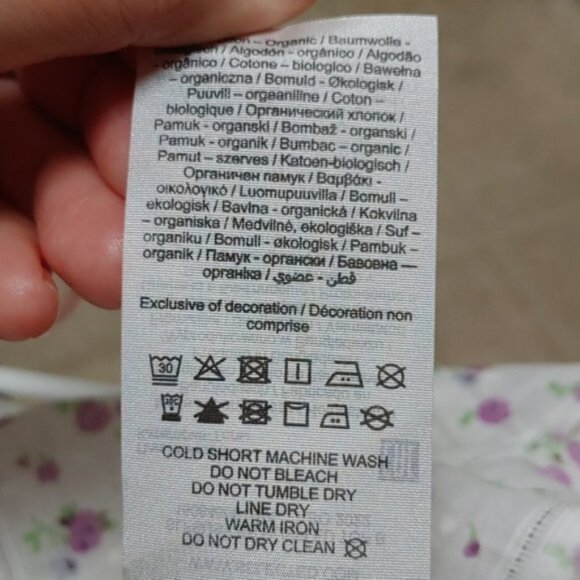 Organic / Baumwolle -
/ Algodón - orgánico / Algodão
- orgânico / Cotone – biologico / Bawełna
– organiczna / Bomuld - Økologisk /
Puuvill – orgaaniline / Coton –
biologique / Органический хлопок /
Pamuk - organski / Bombaž - organski /
Pamuk - organik / Bumbac – organic /
Pamut – szerves / Katoen-biologisch /
Органичен памук / Βαμβάκι -
οικολογικό / Luomupuuvilla / Bomull –
ekologisk / Bavlna - organická / Kokvilna
– organiska / Medvilnė, ekologiška / Suf –
organiku / Bomull - økologisk / Pambuk –
organik / Памук - органски / Бавовна —
органіка / قطن - عضوي /
Exclusive of decoration / Décoration non
comprise
30
COLD SHORT MACHINE WASH
DO NOT BLEACH
DO NOT TUMBLE DRY
LINE DRY
WARM IRON
DO NOT DRY CLEAN